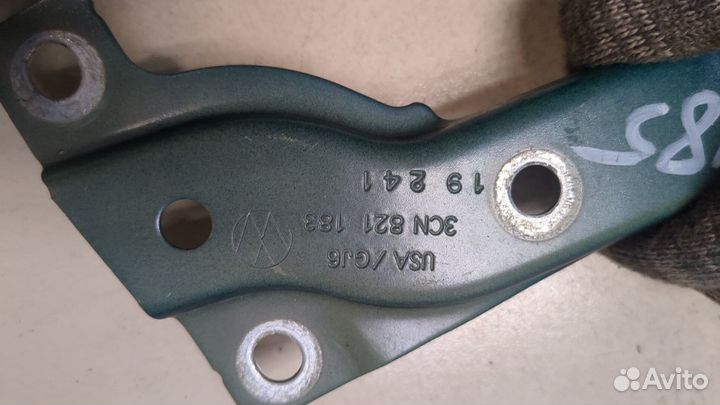 USA/GJ6
3CN 821 183
19 241
Avito